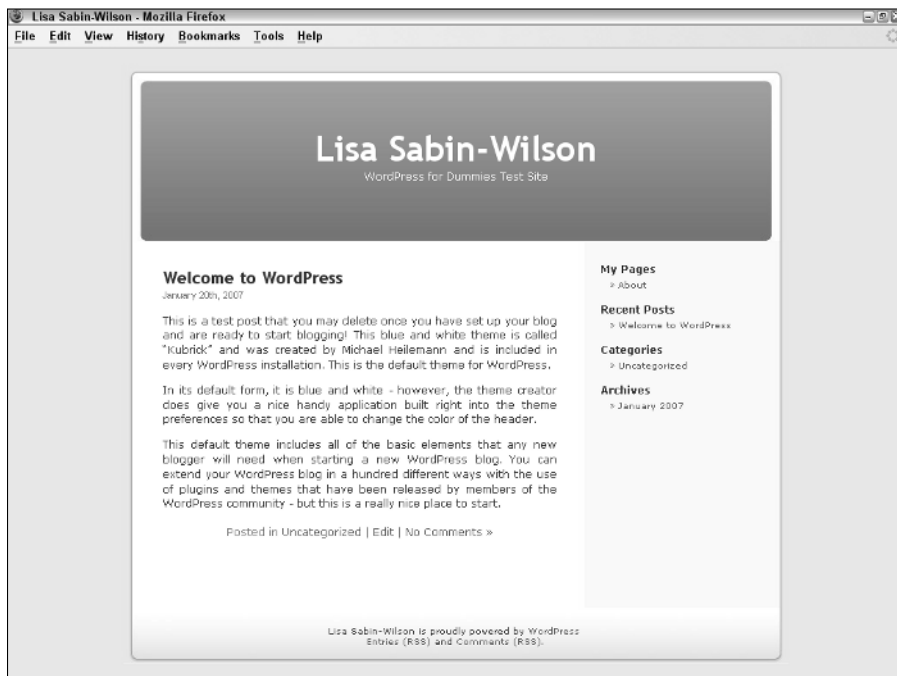 Lisa Sabin-Wilson - Mozilla Firefox
File Edit View History Bookmarks Tools Help
Lisa Sabin-Wilson
WordPress for Dummies Test Site
Welcome to WordPress
January 20th, 2007
This is a test post that you may delete once you have set up your blog
and are ready to start blogging! This blue and white theme is called
"Kubrick" and was created by Michael Heilemann and is included in
every WordPress installation. This is the default theme for WordPress.
In its default form, it is blue and white - however, the theme creator
does give you a nice handy application built right into the theme
preferences so that you are able to change the color of the header.
This default theme includes all of the basic elements that any new
blogger will need when starting a new WordPress blog. You can
extend your WordPress blog in a hundred different ways with the use
of plugins and themes that have been released by members of the
WordPress community - but this is a really nice place to start.
Posted in Uncategorized | Edit | No Comments »
My Pages
» About
Recent Posts
» Welcome to WordPress
Categories
» Uncategorized
Archives
» January 2007
Lisa Sabin-Wilson is proudly powered by WordPress
Entries (RSS) and Comments (RSS).